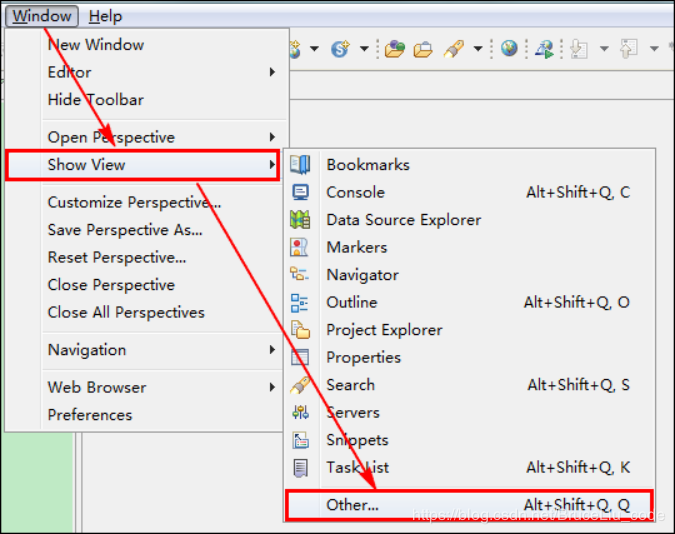 Window Help
New Window
Editor
Hide Toolbar
Open Perspective
Show View
Customize Perspective...
Save Perspective As...
Reset Perspective...
Close Perspective
Close All Perspectives
Navigation
Web Browser
Preferences
Bookmarks
Console Alt+Shift+Q, C
Data Source Explorer
Markers
Navigator
Outline Alt+Shift+Q, O
Project Explorer
Properties
Search Alt+Shift+Q, S
Servers
Snippets
Task List Alt+Shift+Q, K
Other... Alt+Shift+Q, Q
https://blog.csdn.net/BruceLiu_code